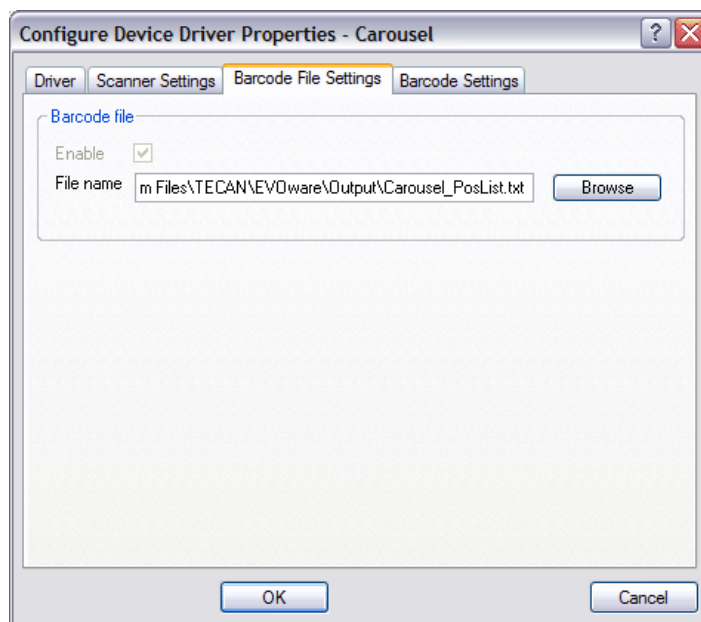 Configure Device Driver Properties - Carousel
Driver Scanner Settings Barcode File Settings Barcode Settings
Barcode file
Enable
File name m Files\TECAN\EVOware\Output\Carousel_PosList.txt Browse
OK Cancel